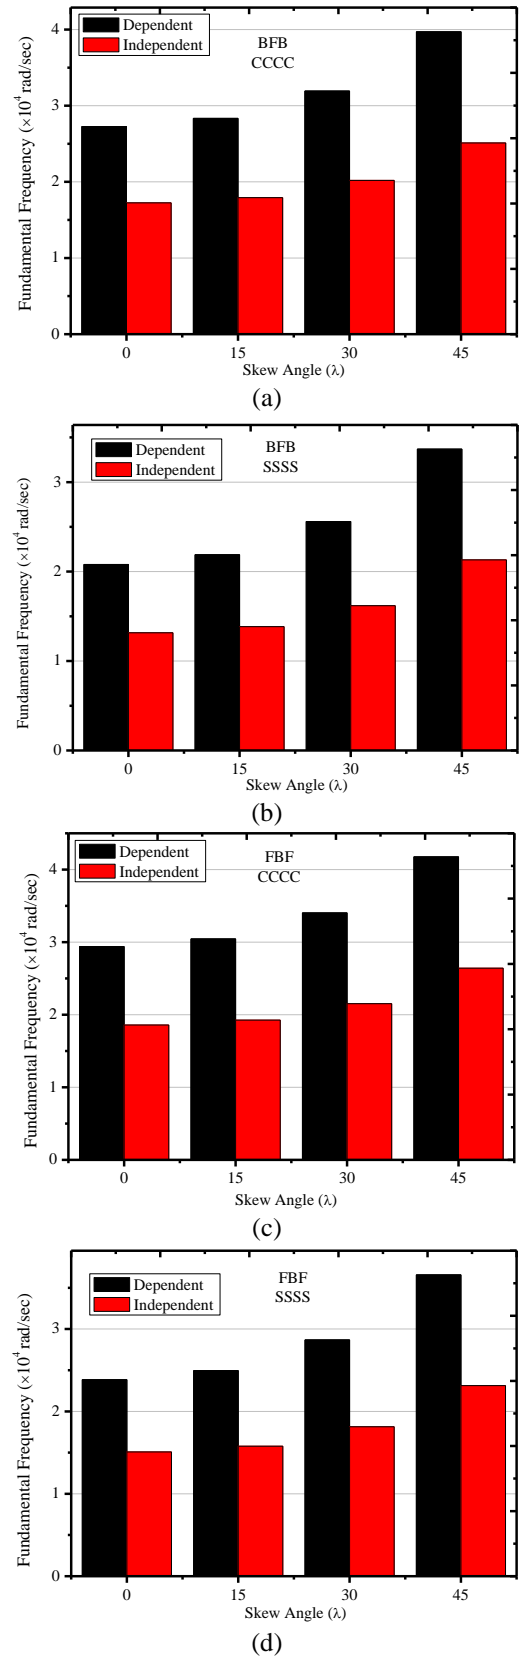 Dependent
Independent
BFB
CCCC
Fundamental Frequency (×10⁴ rad/sec)
4
3
2
1
0
0 15 30 45
Skew Angle (λ)
(a)
Dependent
Independent
BFB
SSSS
Fundamental Frequency (×10⁴ rad/sec)
3
2
1
0
0 15 30 45
Skew Angle (λ)
(b)
Dependent
Independent
FBF
CCCC
Fundamental Frequency (×10⁴ rad/sec)
4
3
2
1
0
0 15 30 45
Skew Angle (λ)
(c)
Dependent
Independent
FBF
SSSS
Fundamental Frequency (×10⁴ rad/sec)
3
2
1
0
0 15 30 45
Skew Angle (λ)
(d)